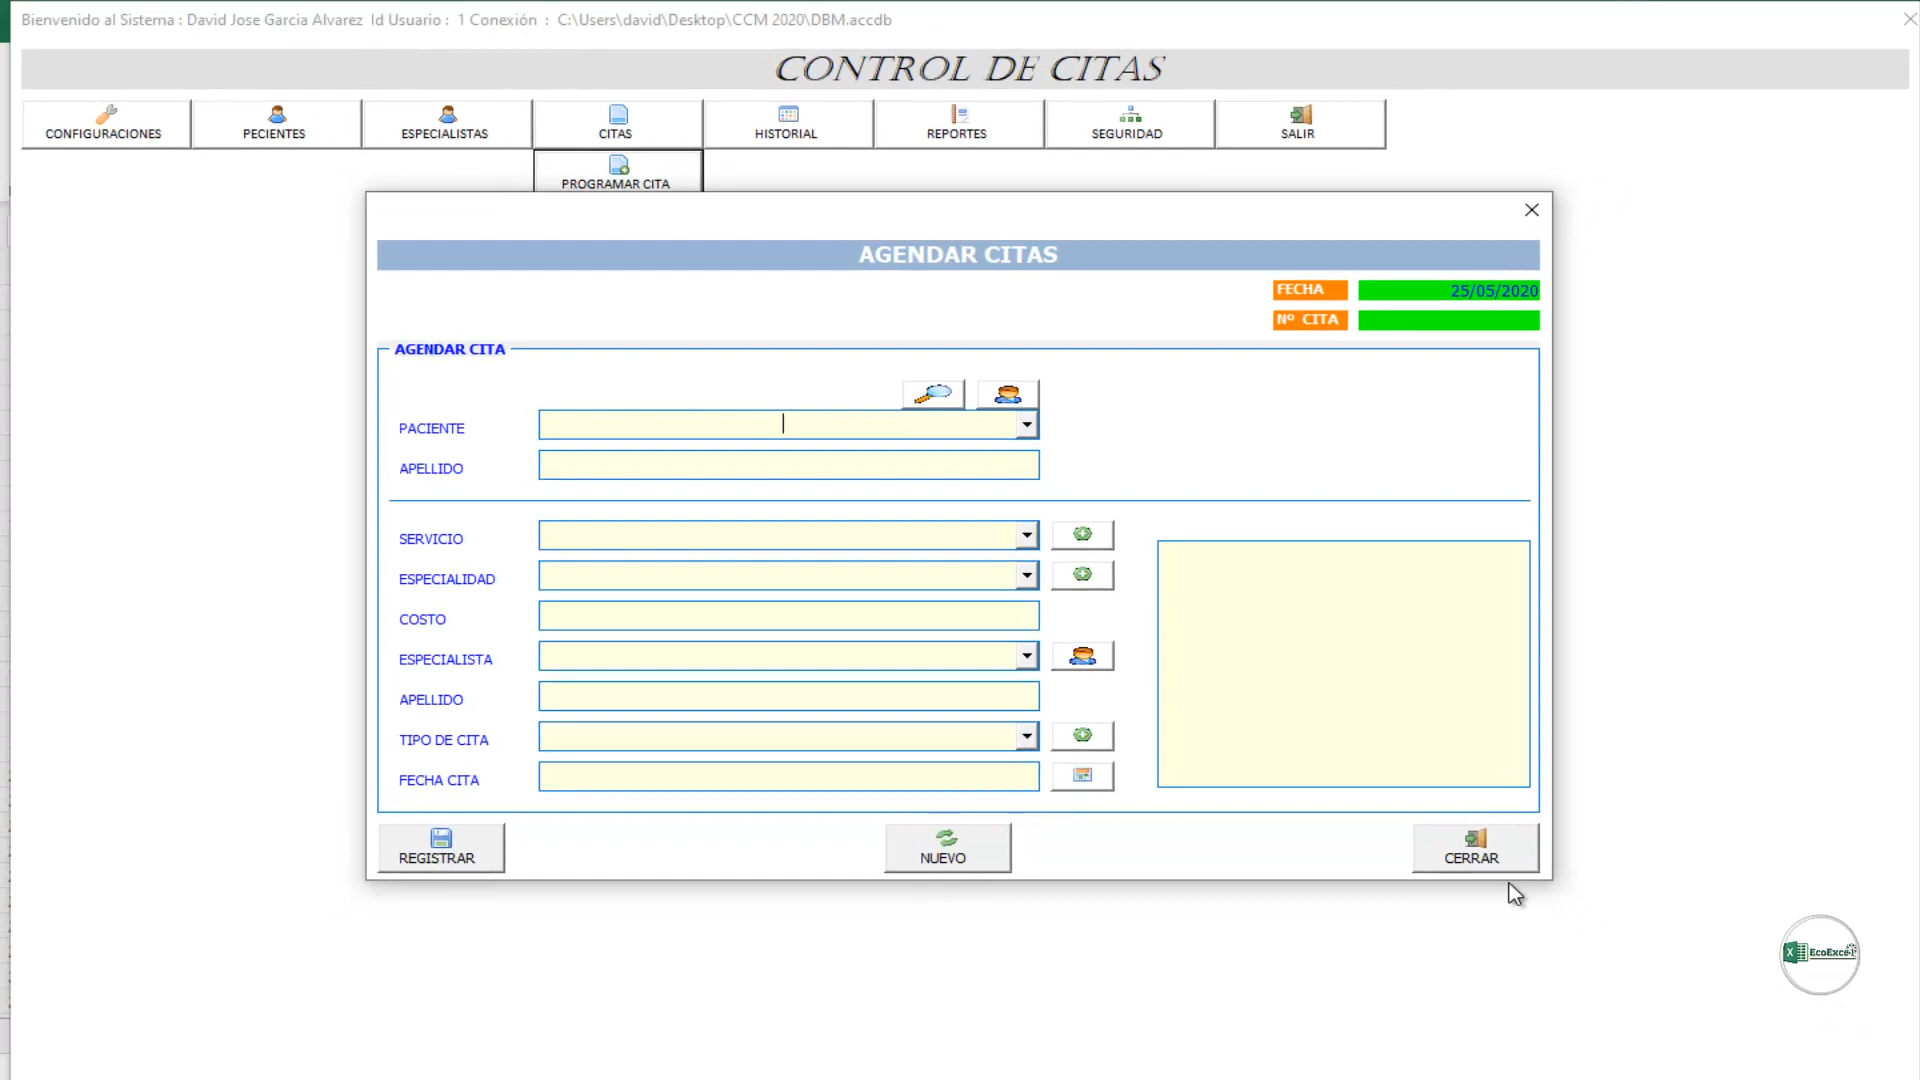 Bienvenido al Sistema : David Jose Garcia Alvarez Id Usuario : 1 Conexión : C:\Users\david\Desktop\CCM 2020\DBM.accdb
CONTROL DE CITAS
CONFIGURACIONES PECIENTES ESPECIALISTAS CITAS HISTORIAL REPORTES SEGURIDAD SALIR
PROGRAMAR CITA
AGENDAR CITAS
FECHA 25/05/2020
Nº CITA
AGENDAR CITA
PACIENTE
APELLIDO
SERVICIO
ESPECIALIDAD
COSTO
ESPECIALISTA
APELLIDO
TIPO DE CITA
FECHA CITA
REGISTRAR NUEVO CERRAR
EcoExcel